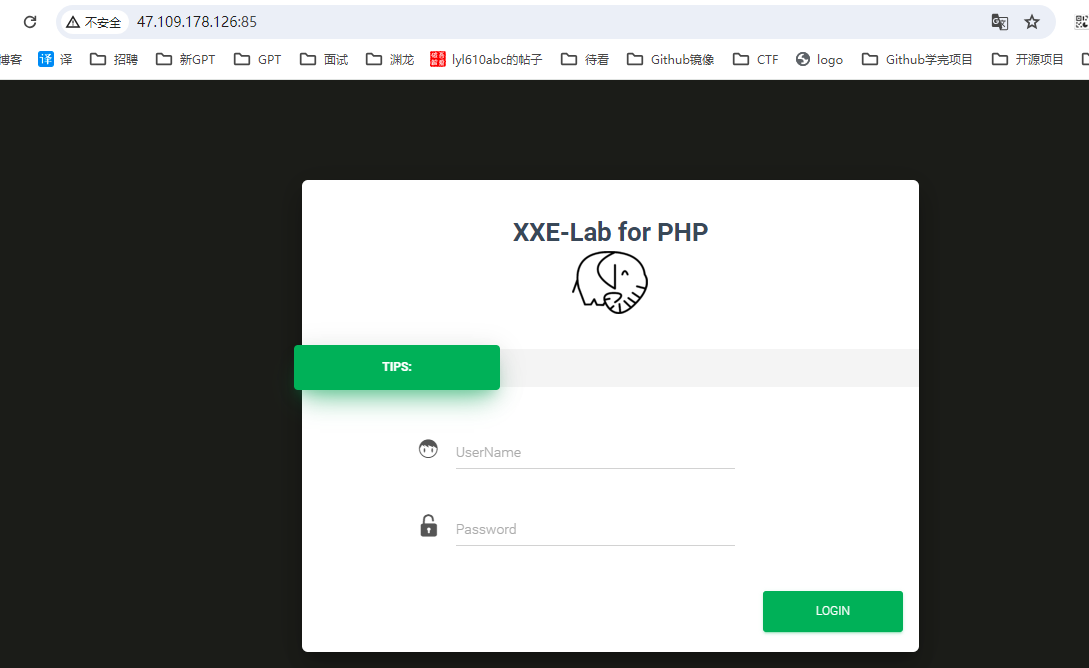 不安全 47.109.178.126:85
博客 译 译 招聘 新GPT GPT 面试 渊龙 lyl610abc的帖子 待看 Github镜像 CTF logo Github学完项目 开源项目
XXE-Lab for PHP
TIPS:
UserName
Password
LOGIN